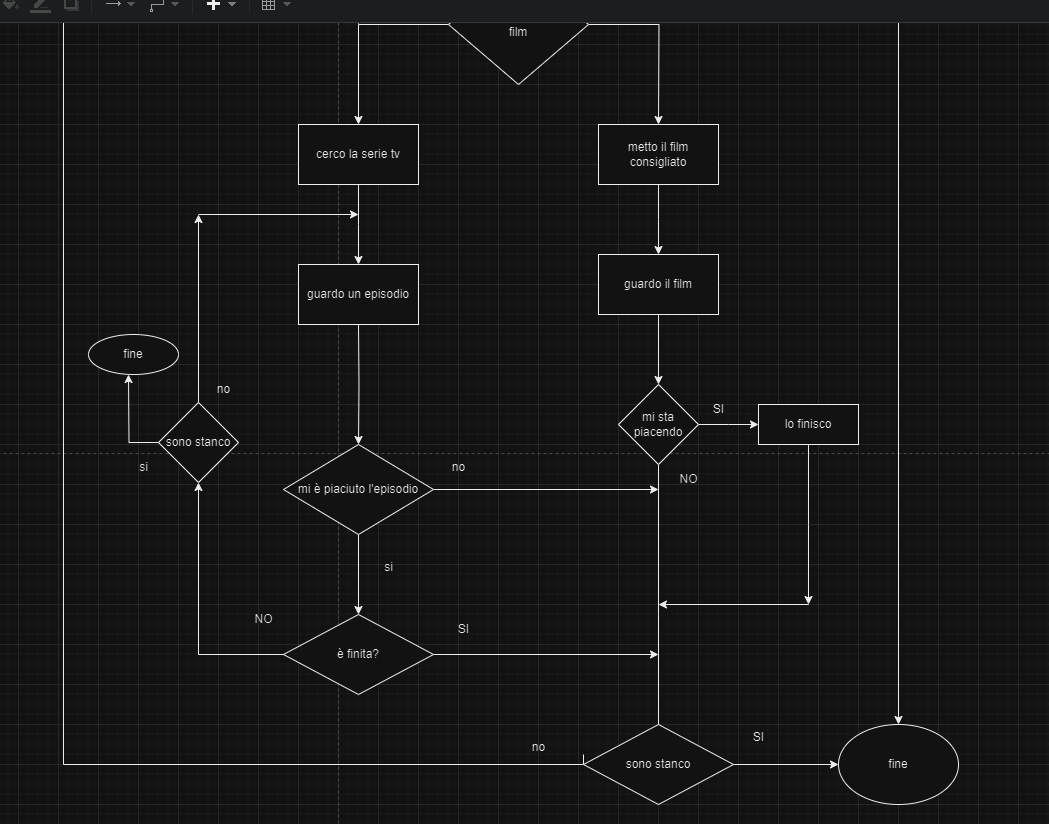 film
cerco la serie tv
metto il film
consigliato
guardo un episodio
guardo il film
fine
no
sono stanco
si
mi sta
piacendo
SI
lo finisco
NO
mi è piaciuto l'episodio
no
si
NO
è finita?
SI
no
sono stanco
SI
fine